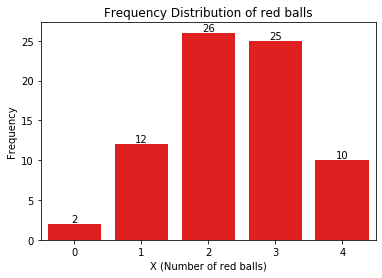 Frequency Distribution of red balls
Frequency
25
20
15
10
5
0
2
12
26
25
10
0 1 2 3 4
X (Number of red balls)